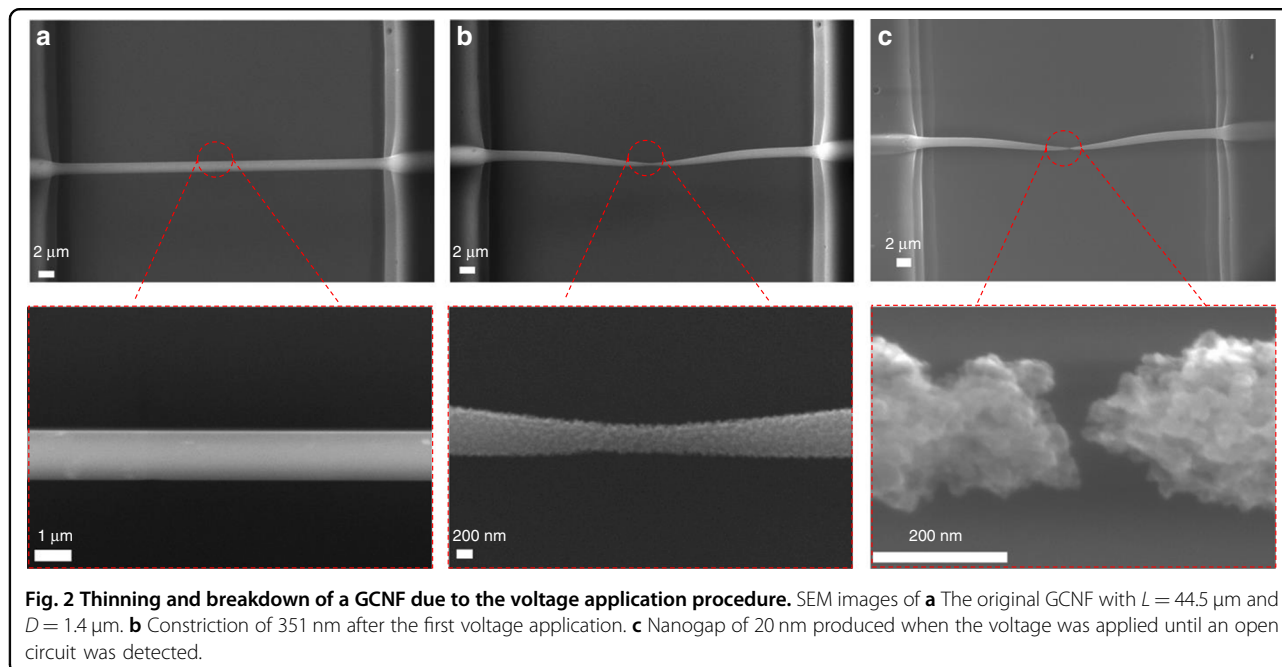 a
b
c
2 μm
2 μm
2 μm
1 μm
200 nm
200 nm
Fig. 2 Thinning and breakdown of a GCNF due to the voltage application procedure. SEM images of a The original GCNF with L = 44.5 μm and
D = 1.4 μm. b Constriction of 351 nm after the first voltage application. c Nanogap of 20 nm produced when the voltage was applied until an open
circuit was detected.